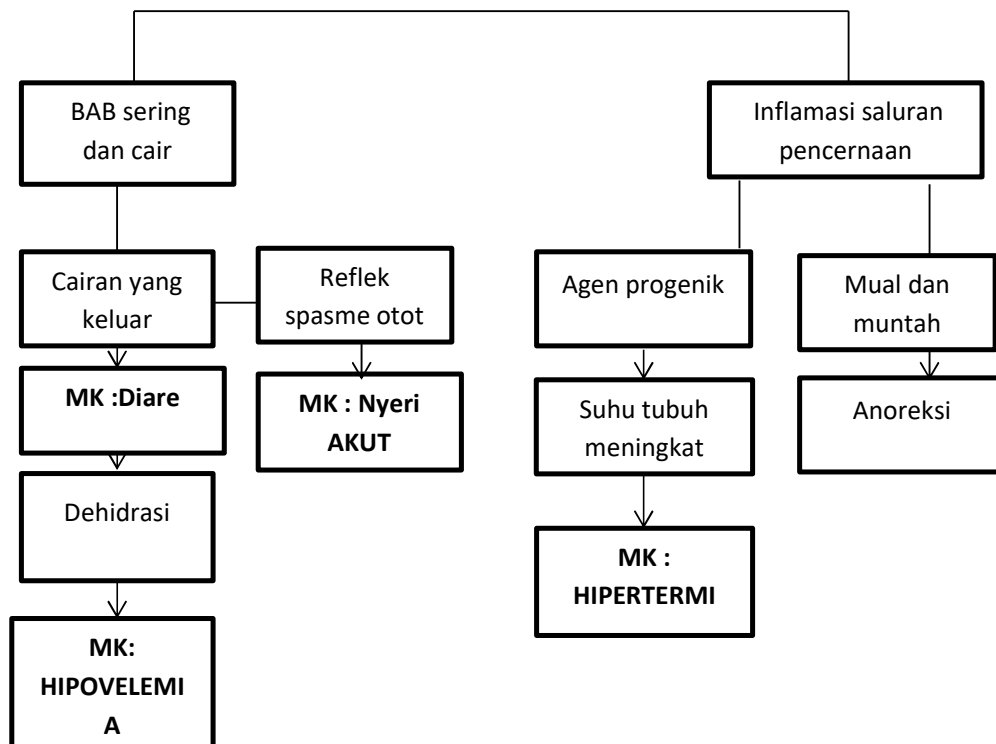 BAB sering
dan cair
Inflamasi saluran
pencernaan
Cairan yang
keluar
Reflek
spasme otot
Agen progenik
Mual dan
muntah
MK :Diare
MK : Nyeri
AKUT
Suhu tubuh
meningkat
Anoreksi
Dehidrasi
MK :
HIPERTERMI
MK:
HIPOVELEMI
A